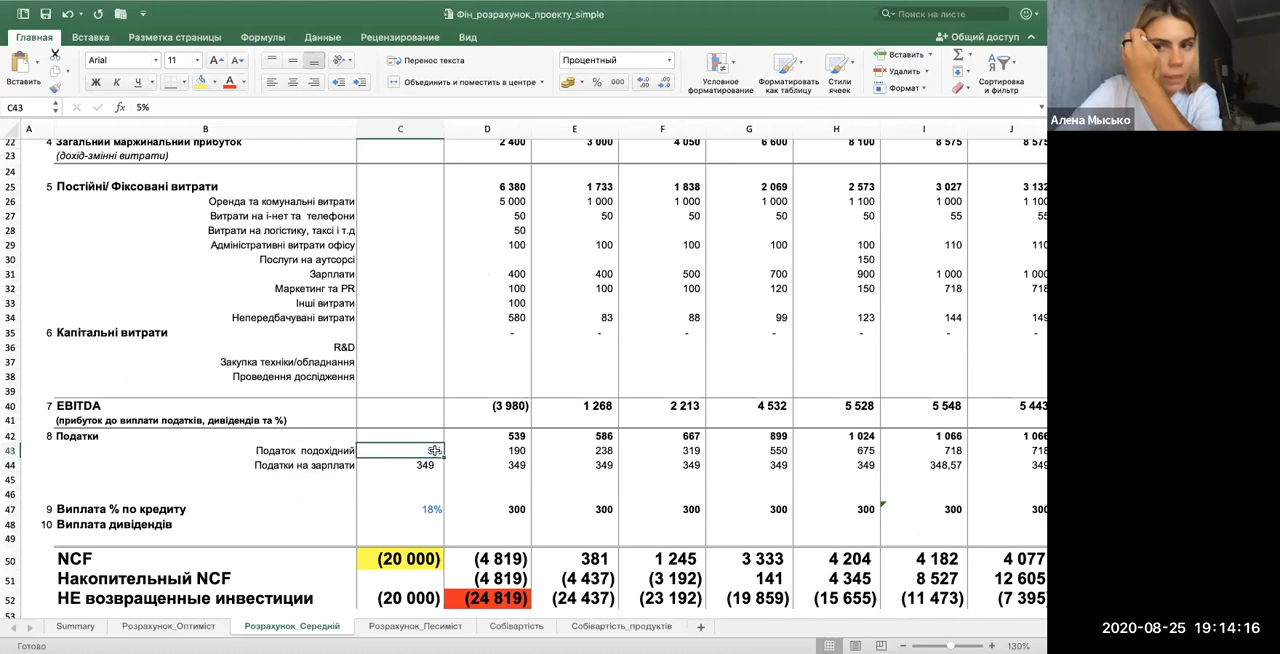 Фін_розрахунок_проекту_simple
Поиск на листе
Главная Вставка Разметка страницы Формулы Данные Рецензирование Вид Общий доступ
Вставить Arial 11 A A Ж К Ч А Перенос текста Объединить и поместить в центре Процентный % 000 Условное форматирование Форматировать как таблицу Стили ячеек Вставить Удалить Формат Сортировка и фильтр
C43 fx 5%
A B C D E F G H I J
22 4 Загальний маржинальний прибуток 2 400 3 000 4 050 6 600 8 100 8 575 8 575
23 (дохід-змінні витрати)
24
25 5 Постійні/ Фіксовані витрати 6 380 1 733 1 838 2 069 2 573 3 027 3 132
26 Оренда та комунальні витрати 5 000 1 000 1 000 1 000 1 100 1 000 1 100
27 Витрати на і-нет та телефони 50 50 50 50 50 55 55
28 Витрати на логістику, таксі і т.д 50
29 Адміністративні витрати офісу 100 100 100 100 100 110 110
30 Послуги на аутсорсі 150
31 Зарплати 400 400 500 700 900 1 000 1 000
32 Маркетинг та PR 100 100 100 120 150 718 718
33 Інші витрати 100
34 Непередбачувані витрати 580 83 88 99 123 144 149
35 6 Капітальні витрати - - - - - - -
36 R&D
37 Закупка техніки/обладнання
38 Проведення дослідження
39
40 7 EBITDA (3 980) 1 268 2 213 4 532 5 528 5 548 5 443
41 (прибуток до виплати податків, дивідендів та %)
42 8 Податки 539 586 667 899 1 024 1 066 1 066
43 Податок подохідний 190 238 319 550 675 718 718
44 Податки на зарплати 349 349 349 349 349 349 348,57 349
45
46
47 9 Виплата % по кредиту 18% 300 300 300 300 300 300 300
48 10 Виплата дивідендів
49
50 NCF (20 000) (4 819) 381 1 245 3 333 4 204 4 182 4 077
51 Накопительный NCF (4 819) (4 437) (3 192) 141 4 345 8 527 12 605
52 НЕ возвращенные инвестиции (20 000) (24 819) (24 437) (23 192) (19 859) (15 655) (11 473) (7 395)
53
Summary Розрахунок_Оптиміст Розрахунок_Середній Розрахунок_Песиміст Собівартість Собівартість_продуктів +
Готово 130%
Алена Мысько
2020-08-25 19:14:16